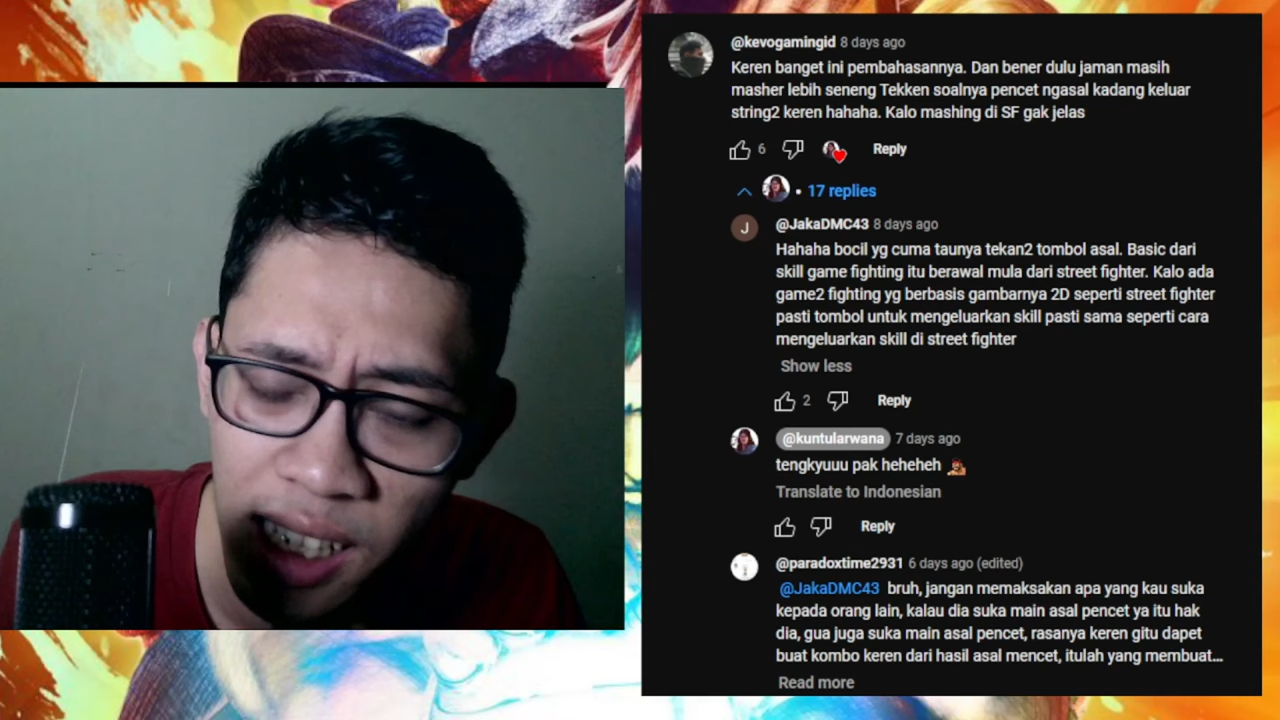 @kevogamingid 8 days ago
Keren banget ini pembahasannya. Dan bener dulu jaman masih
masher lebih seneng Tekken soalnya pencet ngasal kadang keluar
string2 keren hahaha. Kalo mashing di SF gak jelas
6 Reply
17 replies
J
@JakaDMC43 8 days ago
Hahaha bocil yg cuma taunya tekan2 tombol asal. Basic dari
skill game fighting itu berawal mula dari street fighter. Kalo ada
game2 fighting yg berbasis gambarnya 2D seperti street fighter
pasti tombol untuk mengeluarkan skill pasti sama seperti cara
mengeluarkan skill di street fighter
Show less
2 Reply
@kuntularwana 7 days ago
tengkyuuu pak heheheh
Translate to Indonesian
Reply
@paradoxtime2931 6 days ago (edited)
@JakaDMC43 bruh, jangan memaksakan apa yang kau suka
kepada orang lain, kalau dia suka main asal pencet ya itu hak
dia, gua juga suka main asal pencet, rasanya keren gitu dapet
buat kombo keren dari hasil asal mencet, itulah yang membuat...
Read more